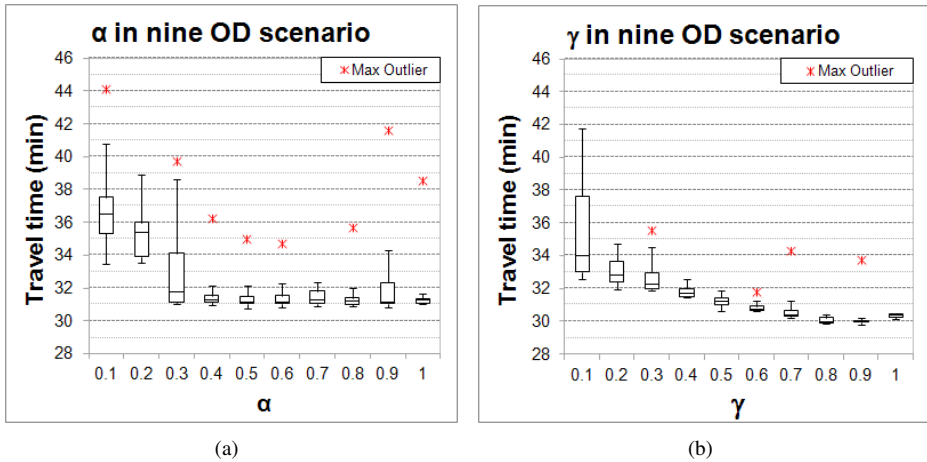 α in nine OD scenario
Max Outlier
Travel time (min)
46
44
42
40
38
36
34
32
30
28
0.1 0.2 0.3 0.4 0.5 0.6 0.7 0.8 0.9 1
α
(a)
γ in nine OD scenario
Max Outlier
Travel time (min)
46
44
42
40
38
36
34
32
30
28
0.1 0.2 0.3 0.4 0.5 0.6 0.7 0.8 0.9 1
γ
(b)